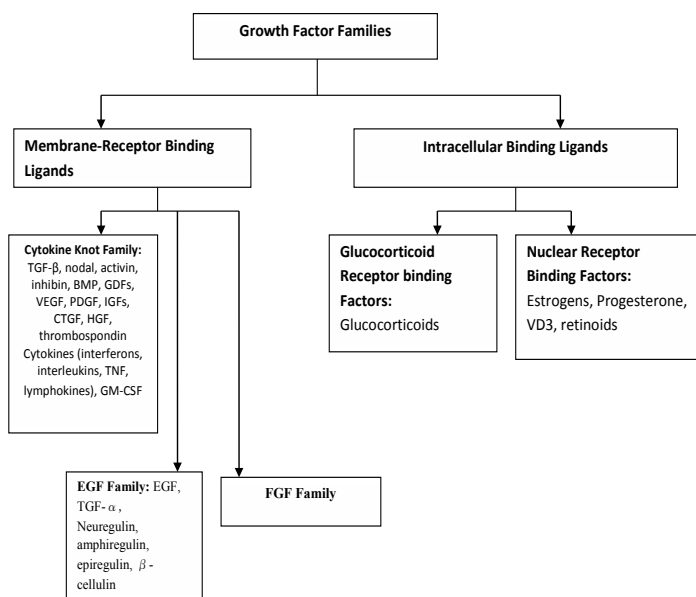 Growth Factor Families
Membrane-Receptor Binding
Ligands
Intracellular Binding Ligands
Cytokine Knot Family:
TGF-β, nodal, activin,
inhibin, BMP, GDFs,
VEGF, PDGF, IGFs,
CTGF, HGF,
thrombospondin
Cytokines (interferons,
interleukins, TNF,
lymphokines), GM-CSF
Glucocorticoid
Receptor binding
Factors:
Glucocorticoids
Nuclear Receptor
Binding Factors:
Estrogens, Progesterone,
VD3, retinoids
EGF Family: EGF,
TGF- α,
Neuregulin,
amphiregulin,
epiregulin, β -
cellulin
FGF Family